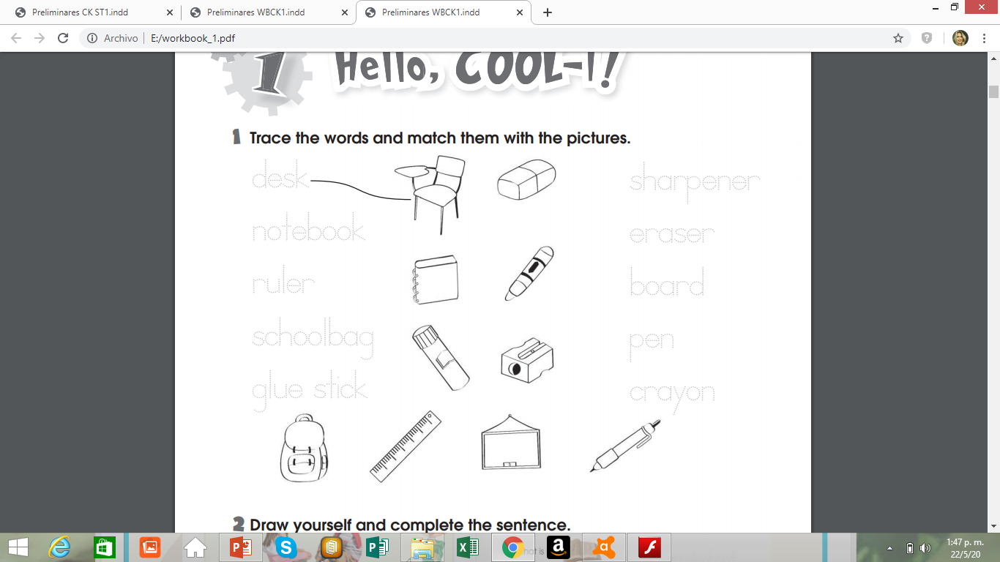 Preliminares CK ST1.indd
Preliminares WBCK1.indd
Preliminares WBCK1.indd
Archivo
E:/workbook_1.pdf
1 Hello, COOL-I!
1 Trace the words and match them with the pictures.
desk
notebook
ruler
schoolbag
glue stick
sharpener
eraser
board
pen
crayon
2 Draw yourself and complete the sentence.
1:47 p. m.
22/5/20